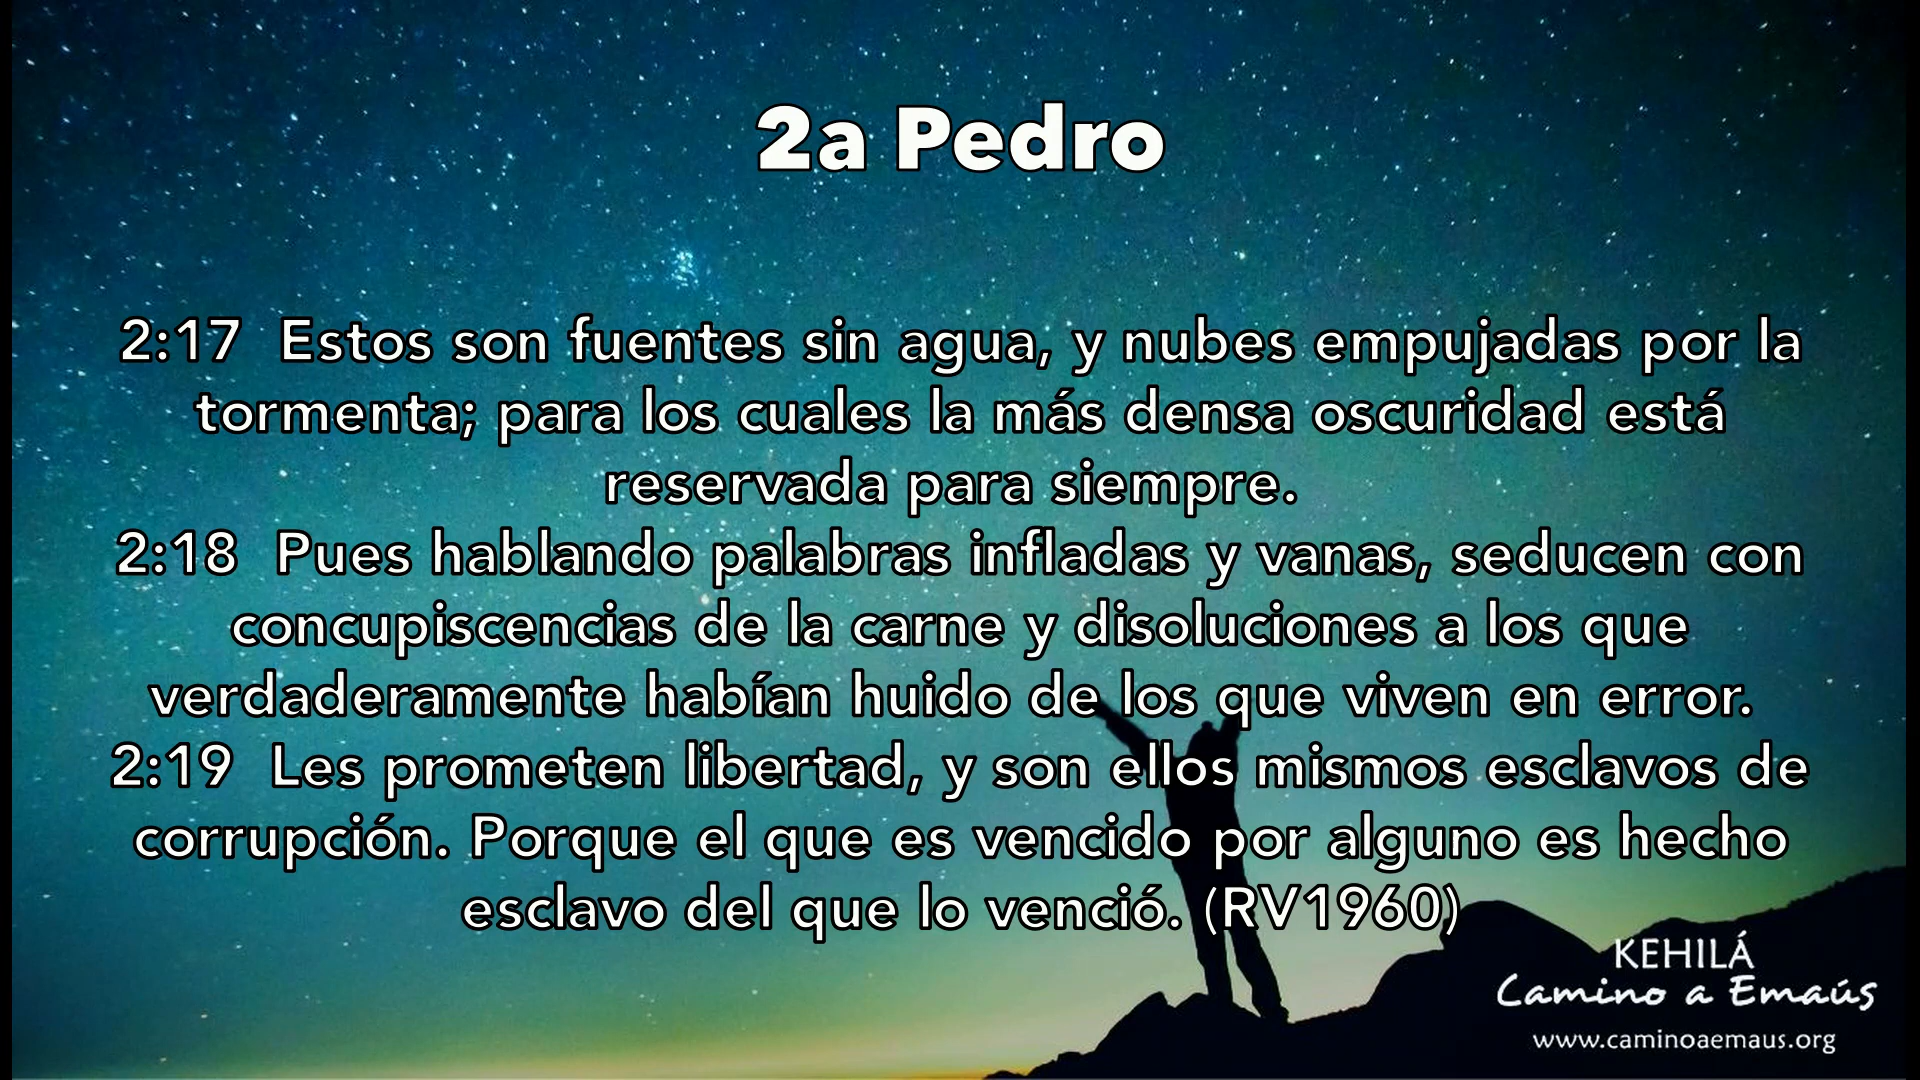 2a Pedro
2:17  Estos son fuentes sin agua, y nubes empujadas por la
tormenta; para los cuales la más densa oscuridad está
reservada para siempre.
2:18  Pues hablando palabras infladas y vanas, seducen con
concupiscencias de la carne y disoluciones a los que
verdaderamente habían huido de los que viven en error.
2:19  Les prometen libertad, y son ellos mismos esclavos de
corrupción. Porque el que es vencido por alguno es hecho
esclavo del que lo venció. (RV1960)
KEHILÁ
Camino a Emaús
www.caminoaemaus.org